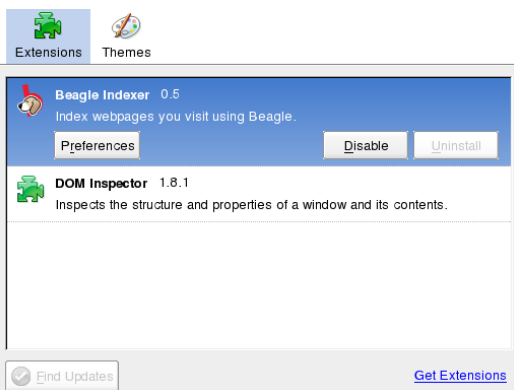 Extensions Themes
Beagle Indexer 0.5
Index webpages you visit using Beagle.
Preferences Disable Uninstall
DOM Inspector 1.8.1
Inspects the structure and properties of a window and its contents.
Find Updates Get Extensions